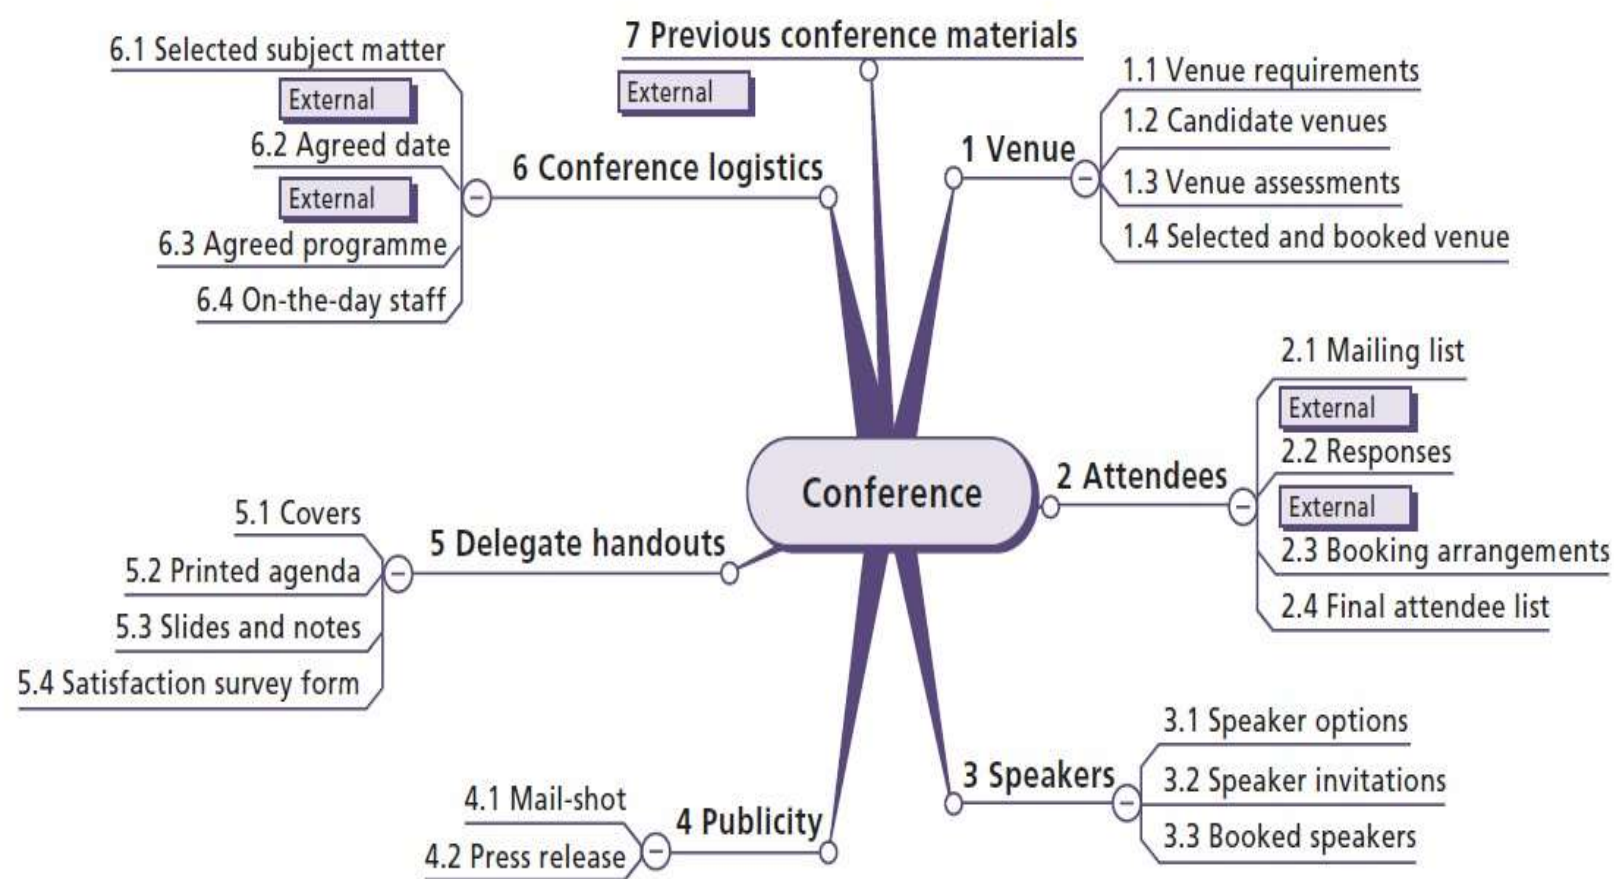 7 Previous conference materials
External
6.1 Selected subject matter
External
6.2 Agreed date
External
6.3 Agreed programme
6.4 On-the-day staff
6 Conference logistics
1 Venue
1.1 Venue requirements
1.2 Candidate venues
1.3 Venue assessments
1.4 Selected and booked venue
Conference
2 Attendees
2.1 Mailing list
External
2.2 Responses
External
2.3 Booking arrangements
2.4 Final attendee list
5.1 Covers
5.2 Printed agenda
5.3 Slides and notes
5.4 Satisfaction survey form
5 Delegate handouts
3 Speakers
3.1 Speaker options
3.2 Speaker invitations
3.3 Booked speakers
4.1 Mail-shot
4.2 Press release
4 Publicity